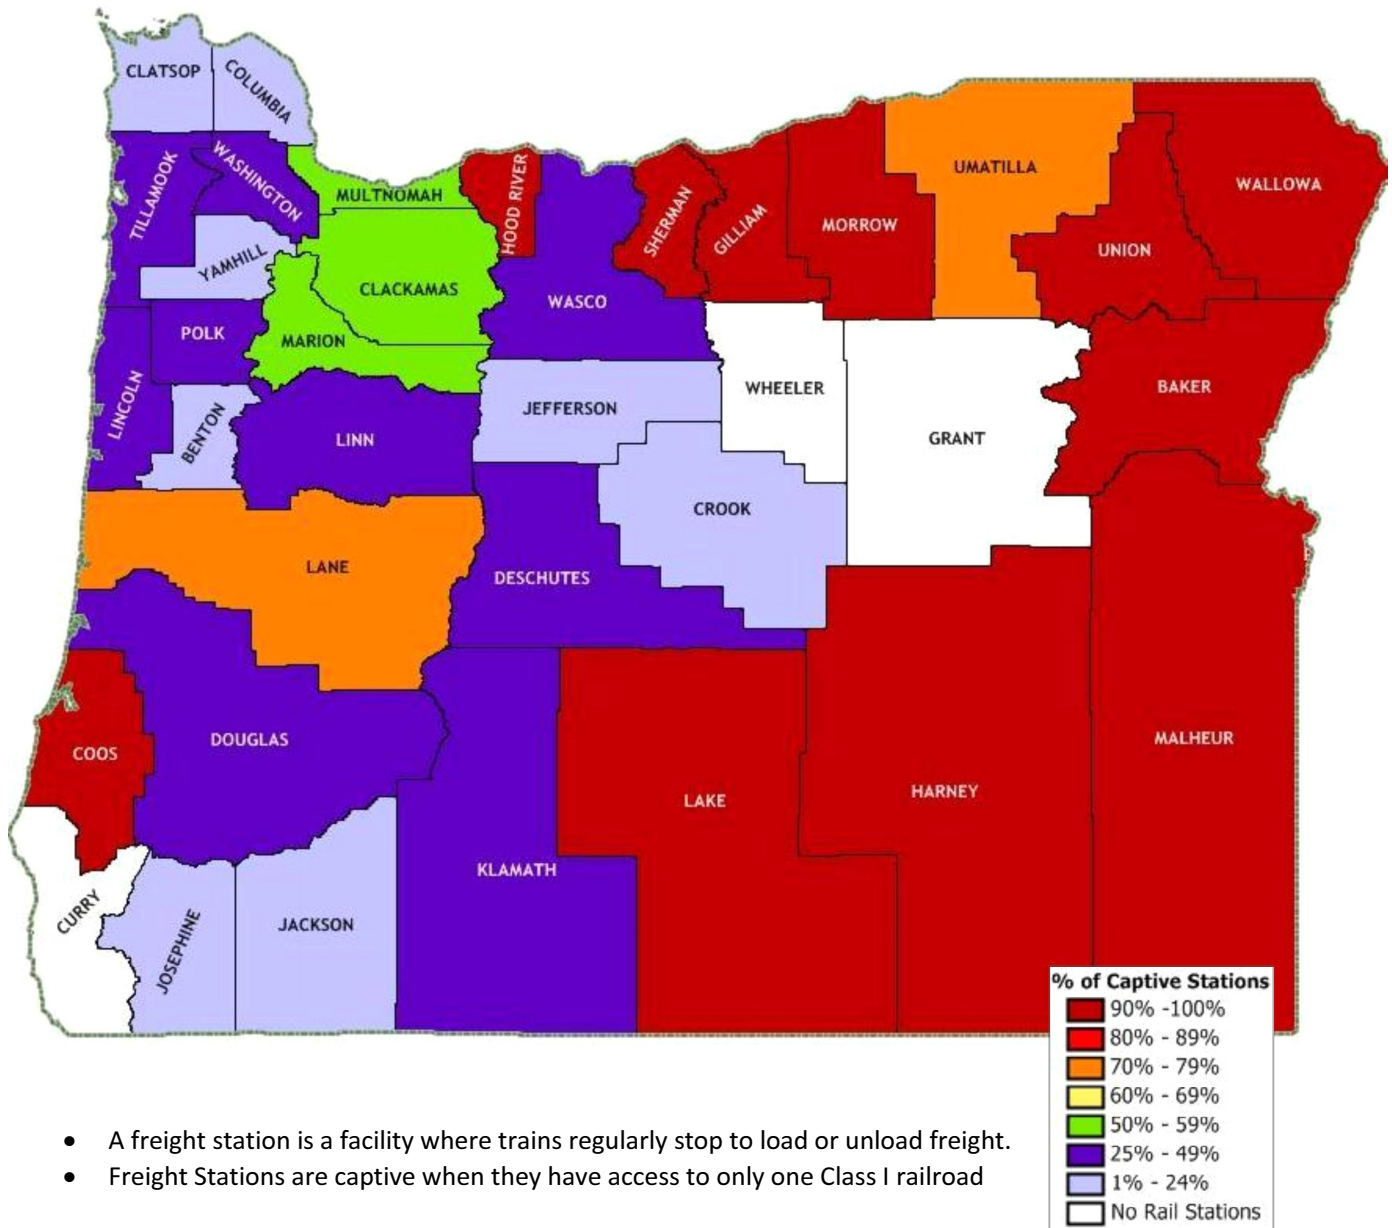 CLATSOP
COLUMBIA
TILLAMOOK
WASHINGTON
MULTNOMAH
HOOD RIVER
SHERMAN
GILLIAM
MORROW
UMATILLA
WALLOWA
UNION
YAMHILL
CLACKAMAS
WASCO
POLK
MARION
LINCOLN
BENTON
LINN
JEFFERSON
WHEELER
GRANT
BAKER
CROOK
LANE
DESCHUTES
COOS
DOUGLAS
LAKE
HARNEY
MALHEUR
KLAMATH
CURRY
JOSEPHINE
JACKSON
% of Captive Stations
90% -100%
80% - 89%
70% - 79%
60% - 69%
50% - 59%
25% - 49%
1% - 24%
No Rail Stations
• A freight station is a facility where trains regularly stop to load or unload freight.
• Freight Stations are captive when they have access to only one Class I railroad